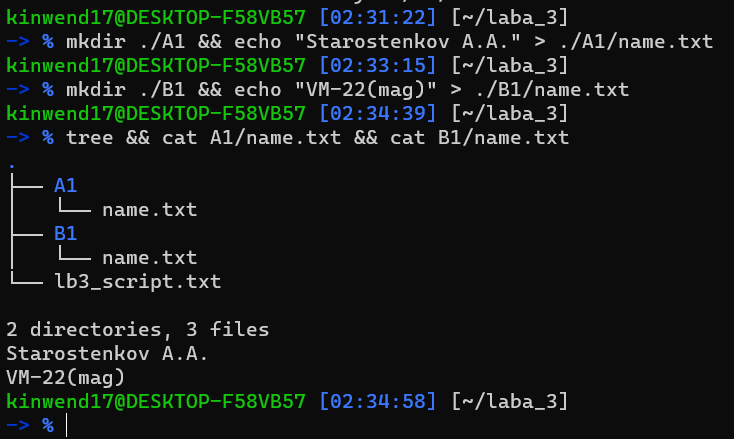 kinwend17@DESKTOP-F58VB57 [02:31:22] [~/laba_3]
-> % mkdir ./A1 && echo "Starostenkov A.A." > ./A1/name.txt
kinwend17@DESKTOP-F58VB57 [02:33:15] [~/laba_3]
-> % mkdir ./B1 && echo "VM-22(mag)" > ./B1/name.txt
kinwend17@DESKTOP-F58VB57 [02:34:39] [~/laba_3]
-> % tree && cat A1/name.txt && cat B1/name.txt
.
├── A1
│   └── name.txt
├── B1
│   └── name.txt
└── lb3_script.txt
2 directories, 3 files
Starostenkov A.A.
VM-22(mag)
kinwend17@DESKTOP-F58VB57 [02:34:58] [~/laba_3]
-> %